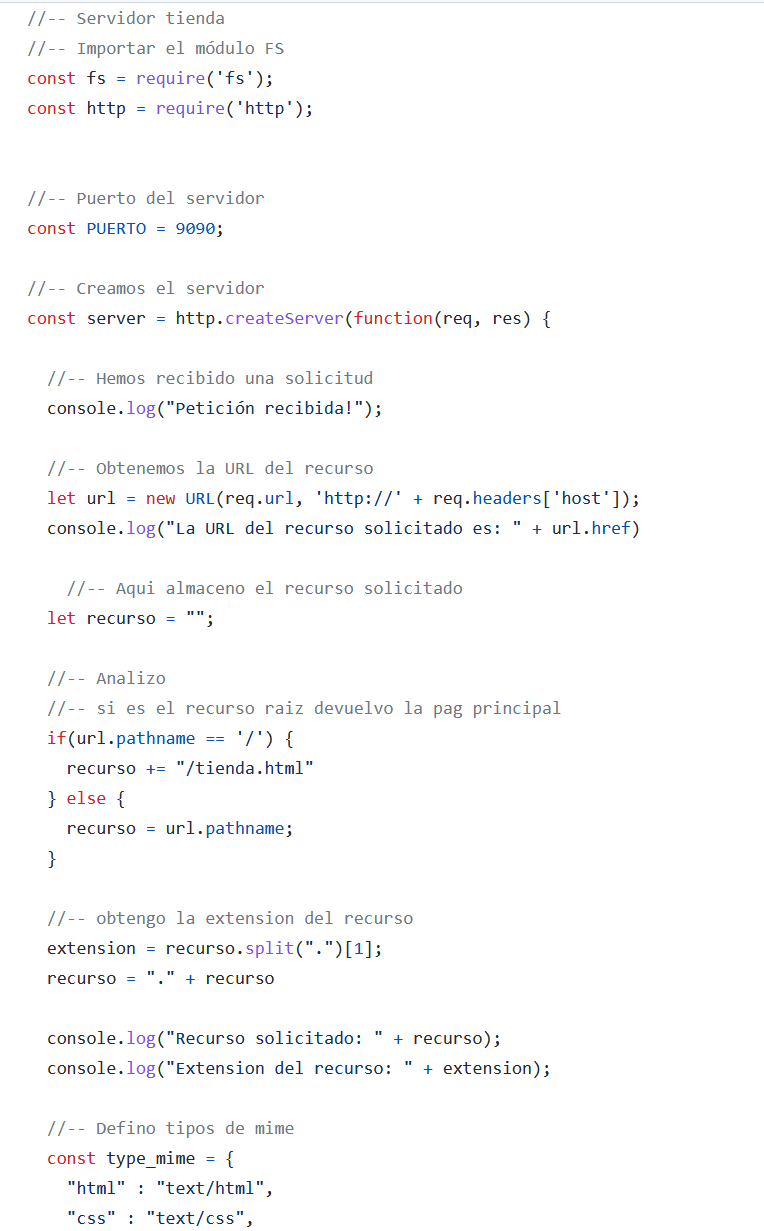 //-- Servidor tienda
//-- Importar el módulo FS
const fs = require('fs');
const http = require('http');
//-- Puerto del servidor
const PUERTO = 9090;
//-- Creamos el servidor
const server = http.createServer(function(req, res) {
//-- Hemos recibido una solicitud
console.log("Petición recibida!");
//-- Obtenemos la URL del recurso
let url = new URL(req.url, 'http://' + req.headers['host']);
console.log("La URL del recurso solicitado es: " + url.href)
//-- Aqui almaceno el recurso solicitado
let recurso = "";
//-- Analizo
//-- si es el recurso raiz devuelvo la pag principal
if(url.pathname == '/') {
recurso += "/tienda.html"
} else {
recurso = url.pathname;
}
//-- obtengo la extension del recurso
extension = recurso.split(".")[1];
recurso = "." + recurso
console.log("Recurso solicitado: " + recurso);
console.log("Extension del recurso: " + extension);
//-- Defino tipos de mime
const type_mime = {
"html" : "text/html",
"css" : "text/css",